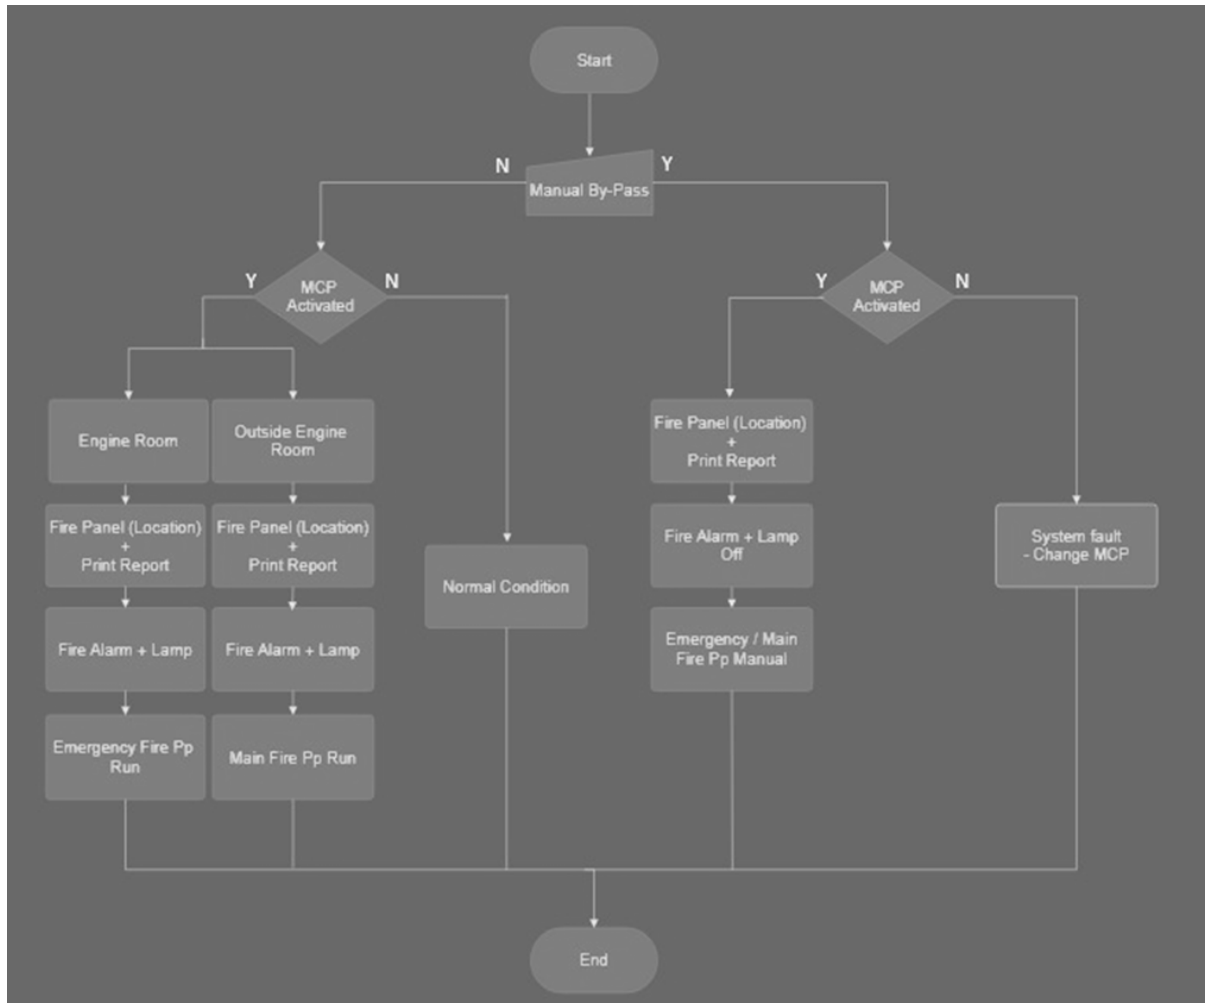 Start
N
Y
Manual By-Pass
Y
MCP
Activated
N
Y
MCP
Activated
N
Engine Room
Outside Engine
Room
Fire Panel (Location)
+
Print Report
Fire Panel (Location)
+
Print Report
Fire Alarm + Lamp
Fire Alarm + Lamp
Emergency Fire Pp
Run
Main Fire Pp Run
Normal Condition
Fire Panel (Location)
+
Print Report
Fire Alarm + Lamp
Off
Emergency / Main
Fire Pp Manual
System fault
- Change MCP
End